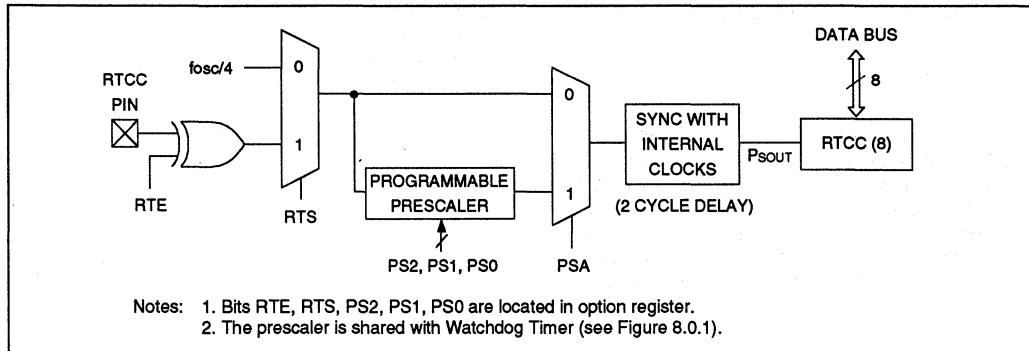 DATA BUS
8
fosc/4
0
RTCC
PIN
1
RTE
RTS
PROGRAMMABLE
PRESCALER
PS2, PS1, PS0
0
1
PSA
SYNC WITH
INTERNAL
CLOCKS
(2 CYCLE DELAY)
PSOUT
RTCC (8)
Notes: 1. Bits RTE, RTS, PS2, PS1, PS0 are located in option register.
2. The prescaler is shared with Watchdog Timer (see Figure 8.0.1).